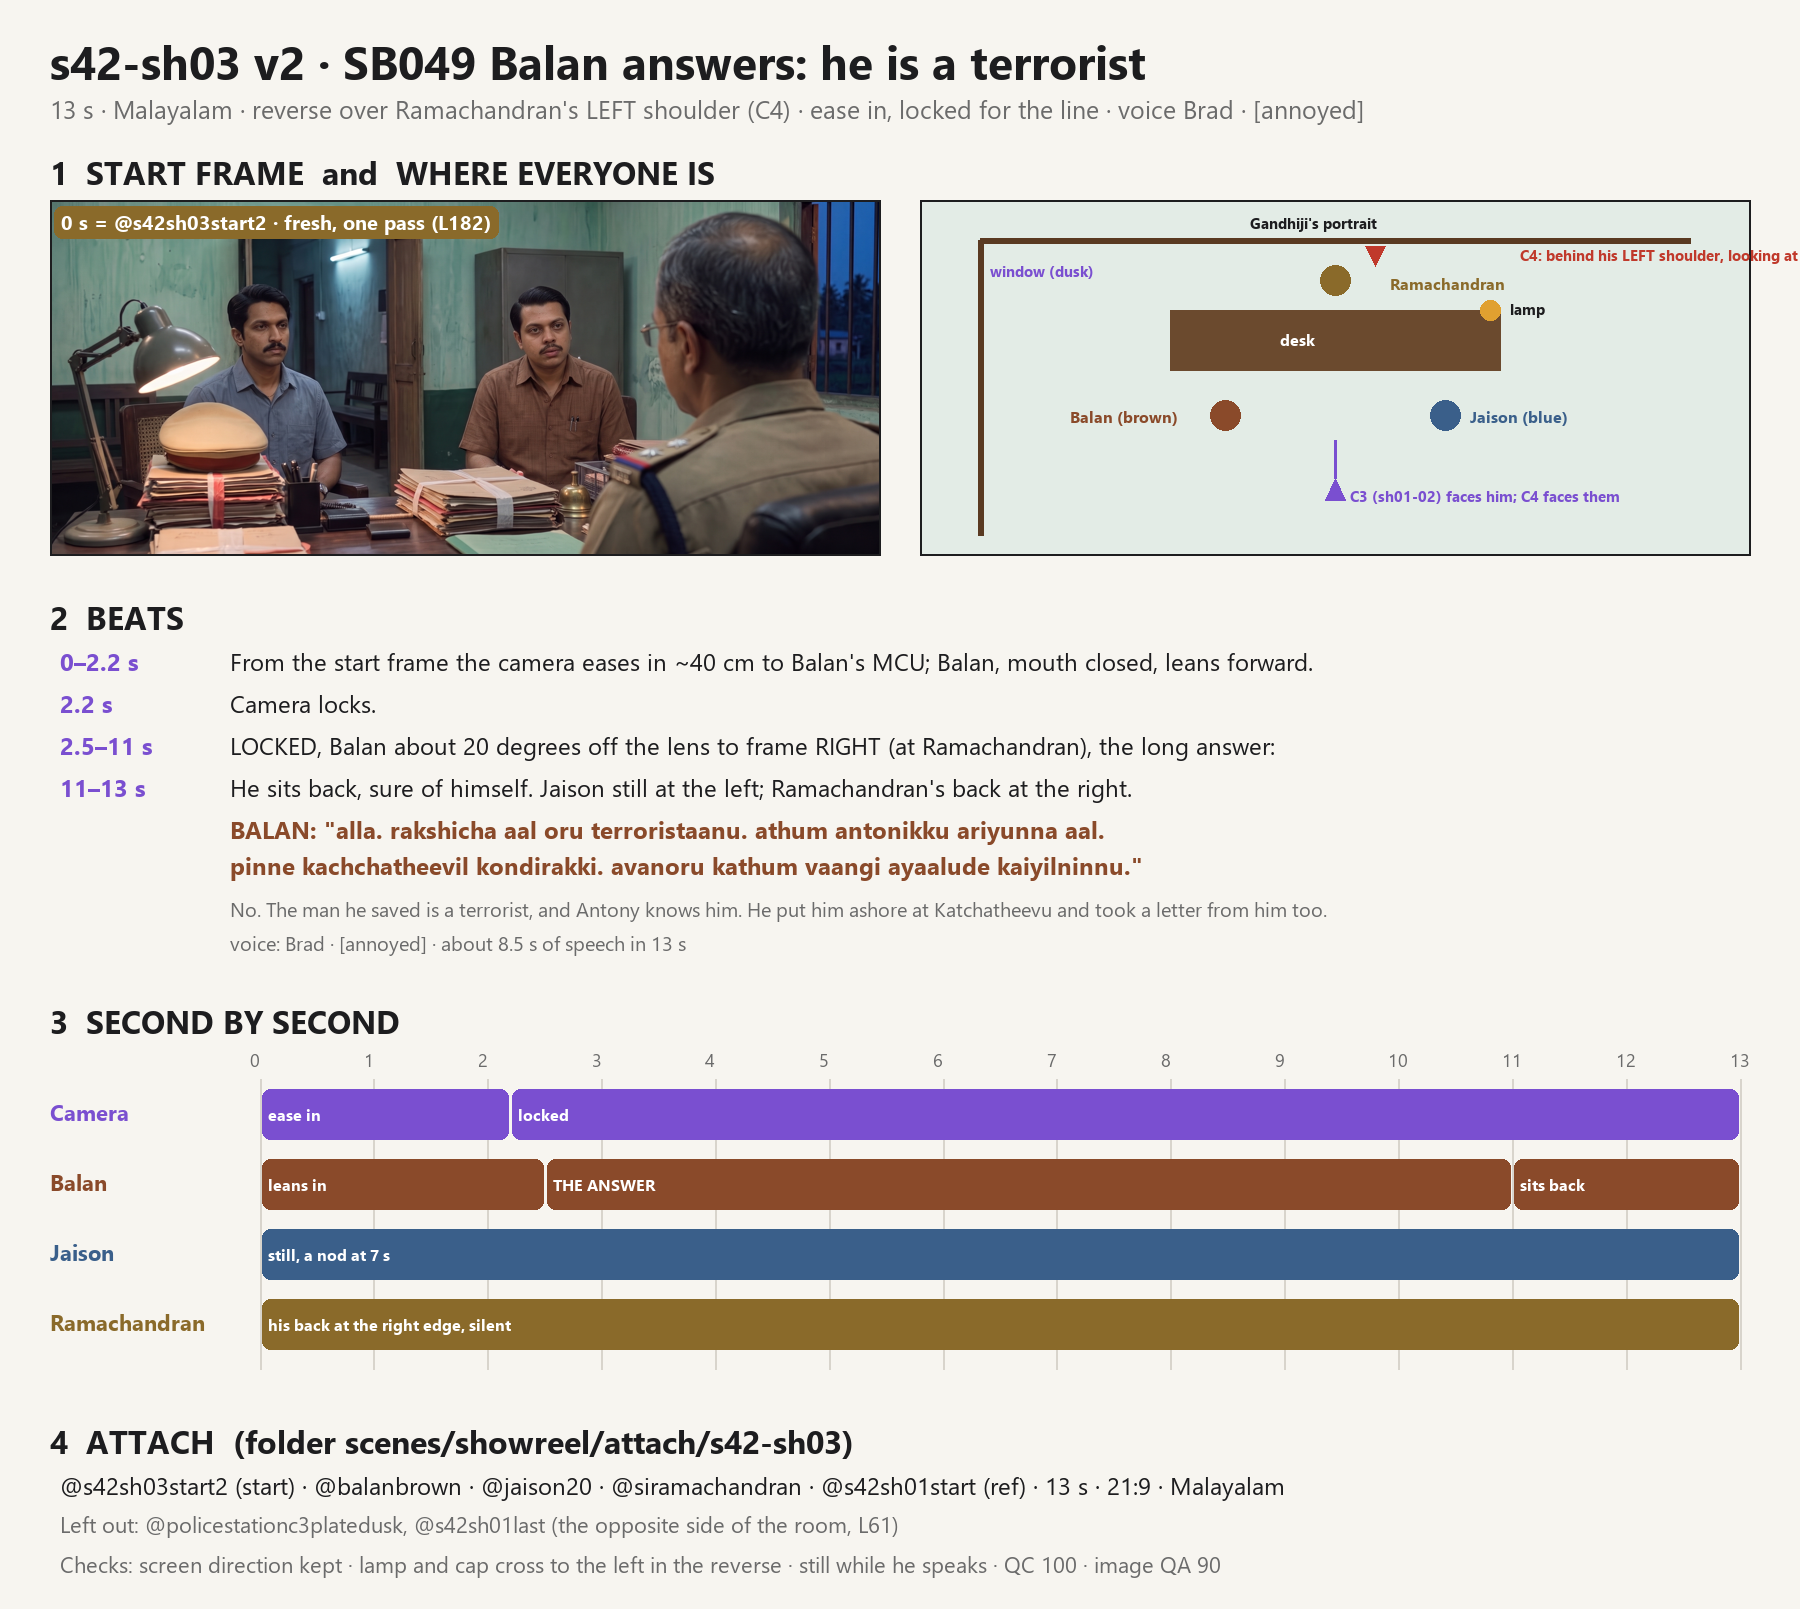 s42-sh03 v2 · SB049 Balan answers: he is a terrorist
13 s · Malayalam · reverse over Ramachandran's LEFT shoulder (C4) · ease in, locked for the line · voice Brad · [annoyed]
1 START FRAME and WHERE EVERYONE IS
0 s = @s42sh03start2 · fresh, one pass (L182)
Gandhiji's portrait
C4: behind his LEFT shoulder, looking at
window (dusk)
Ramachandran
lamp
desk
Balan (brown)
Jaison (blue)
C3 (sh01-02) faces him; C4 faces them
2 BEATS
0–2.2 s From the start frame the camera eases in ~40 cm to Balan's MCU; Balan, mouth closed, leans forward.
2.2 s Camera locks.
2.5–11 s LOCKED, Balan about 20 degrees off the lens to frame RIGHT (at Ramachandran), the long answer:
11–13 s He sits back, sure of himself. Jaison still at the left; Ramachandran's back at the right.
BALAN: "alla. rakshicha aal oru terroristaanu. athum antonikku ariyunna aal.
pinne kachchatheevil kondirakki. avanoru kathum vaangi ayaalude kaiyilninnu."
No. The man he saved is a terrorist, and Antony knows him. He put him ashore at Katchatheevu and took a letter from him too.
voice: Brad · [annoyed] · about 8.5 s of speech in 13 s
3 SECOND BY SECOND
0 1 2 3 4 5 6 7 8 9 10 11 12 13
Camera ease in locked
Balan leans in THE ANSWER sits back
Jaison still, a nod at 7 s
Ramachandran his back at the right edge, silent
4 ATTACH (folder scenes/showreel/attach/s42-sh03)
@s42sh03start2 (start) · @balanbrown · @jaison20 · @siramachandran · @s42sh01start (ref) · 13 s · 21:9 · Malayalam
Left out: @policestationc3platedusk, @s42sh01last (the opposite side of the room, L61)
Checks: screen direction kept · lamp and cap cross to the left in the reverse · still while he speaks · QC 100 · image QA 90